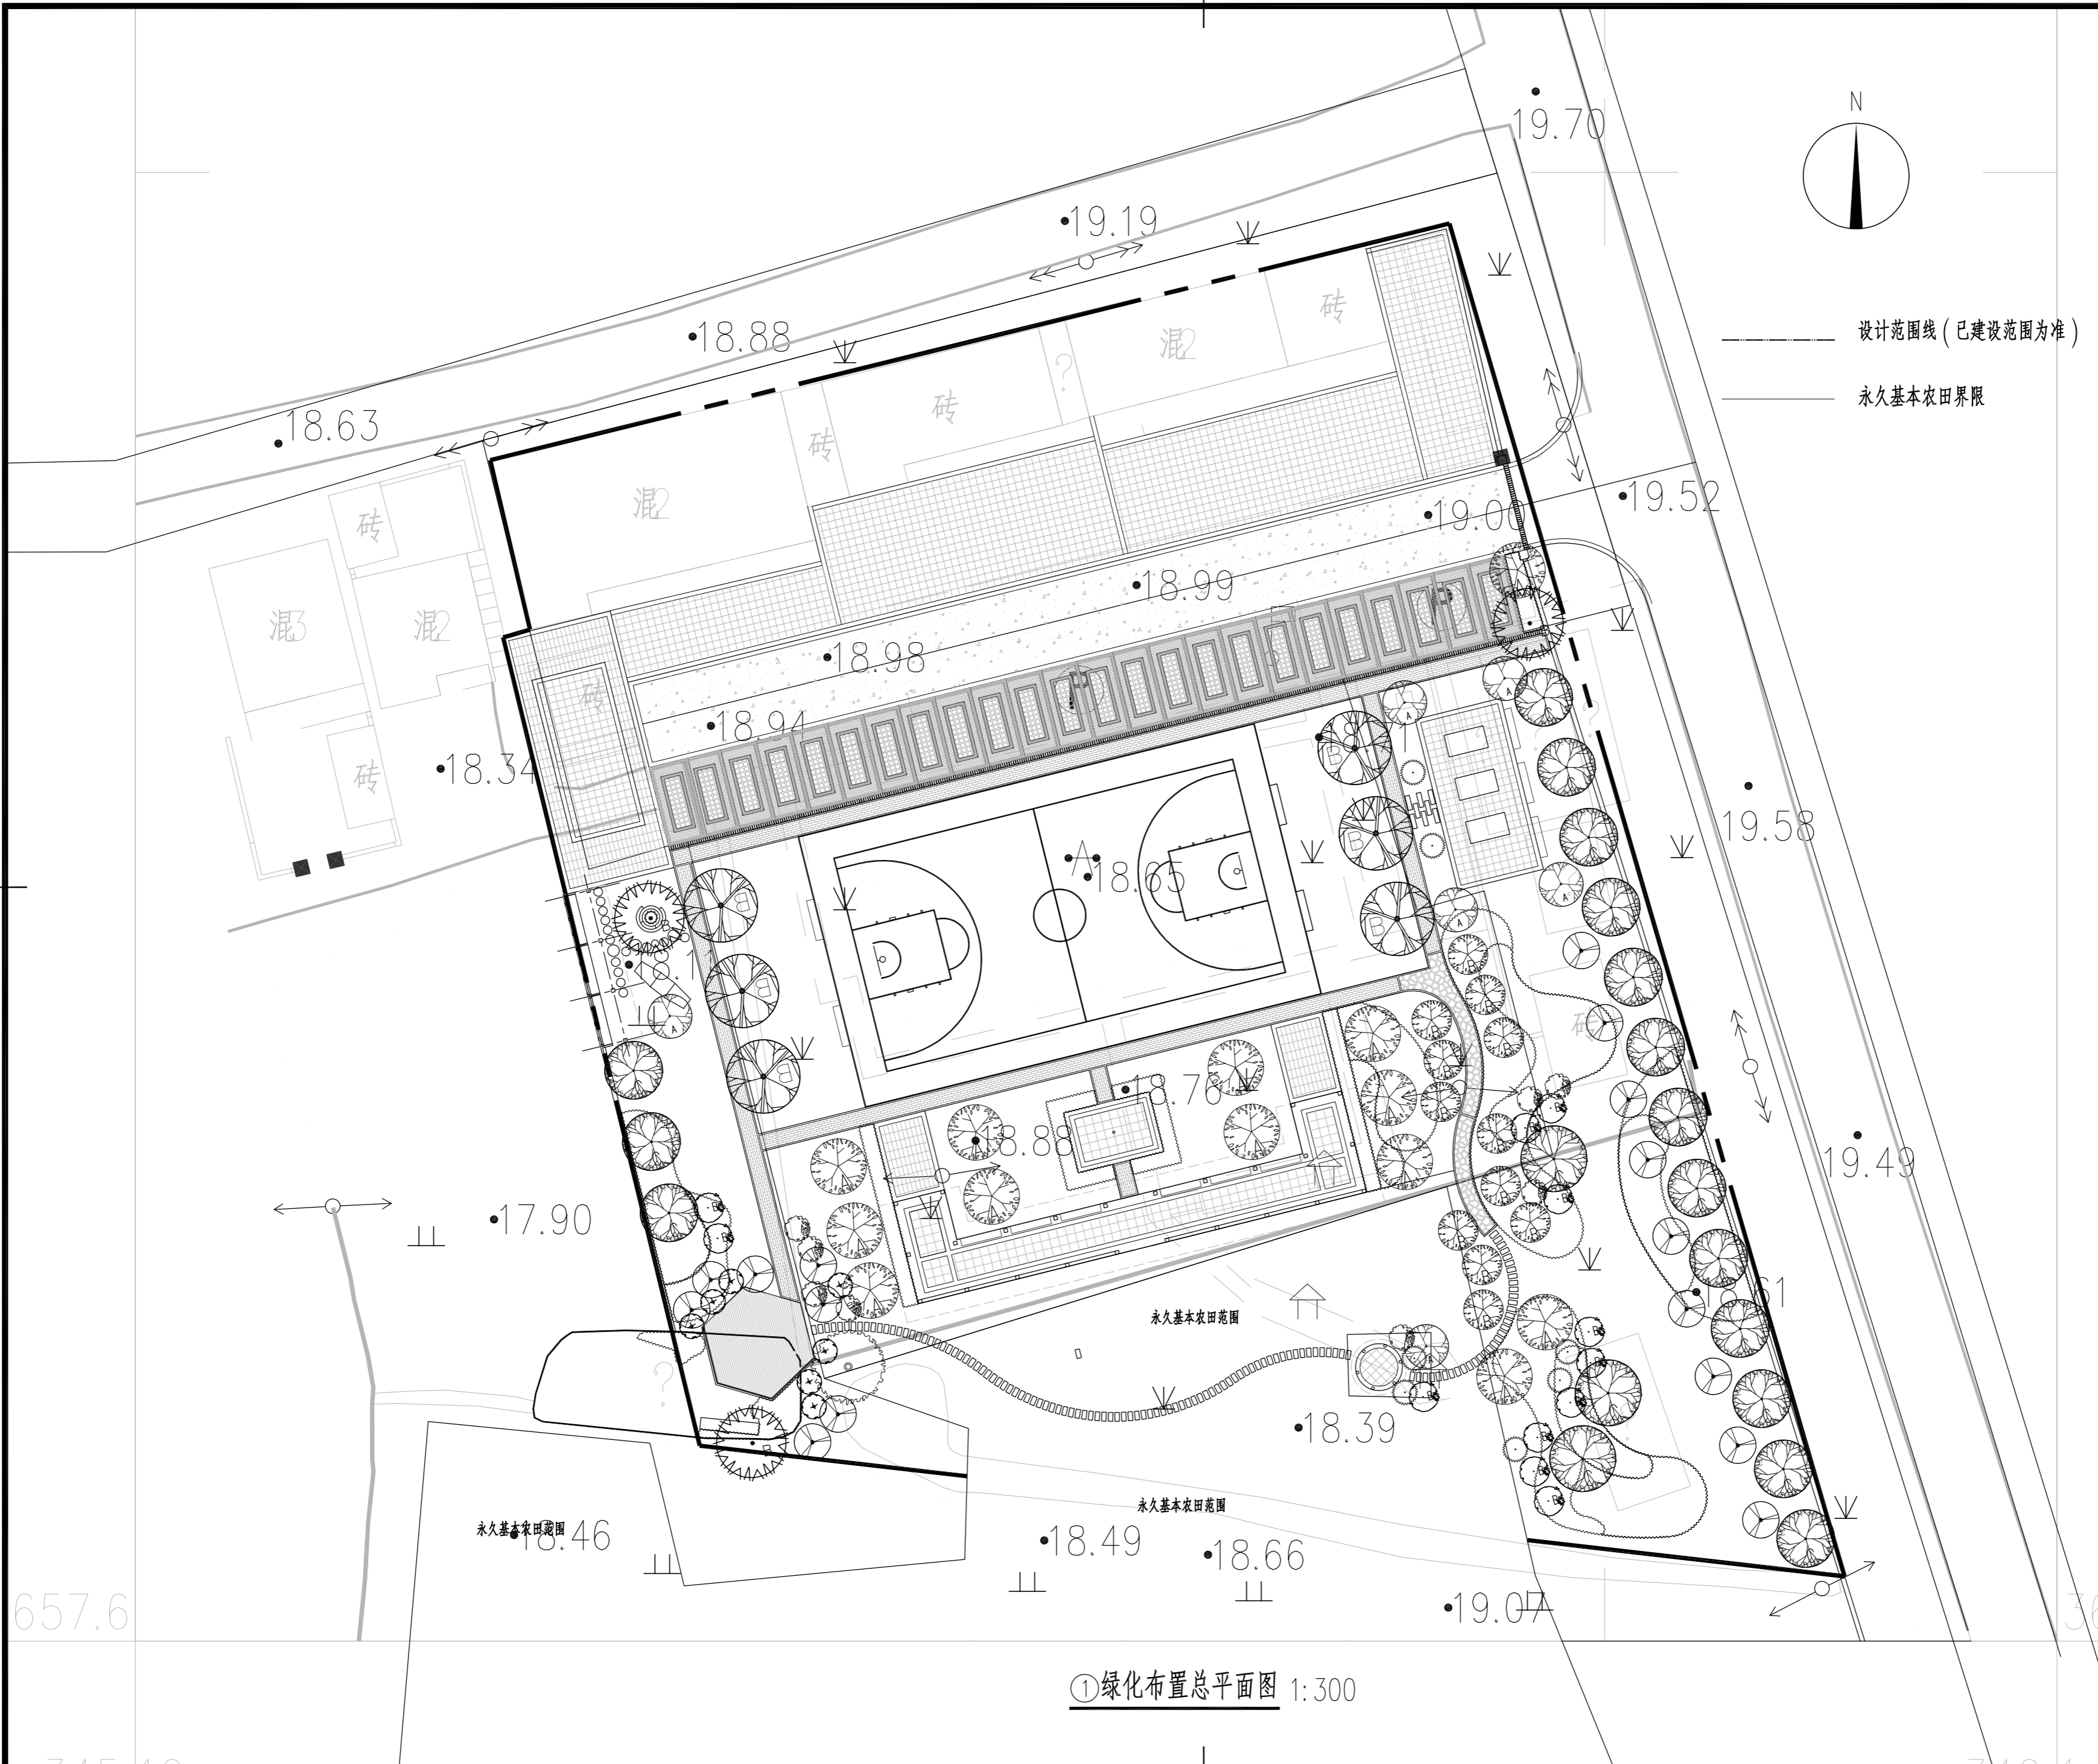 19.70
N
19.19
18.88
设计范围线（已建设范围为准）
永久基本农田界限
砖
混2
?
砖
18.63
砖
混2
砖
19.00
19.52
混3
混2
18.99
18.98
砖
18.94
18.34
砖
19.58
A
18.65
B
B
B
B
B
A
A
A
A
A
砖
18.76
18.88
19.49
17.90
永久基本农田范围
?
18.39
永久基本农田范围
永久基本农田范围
18.46
18.49
18.66
19.07
657.6
①绿化布置总平面图 1:300